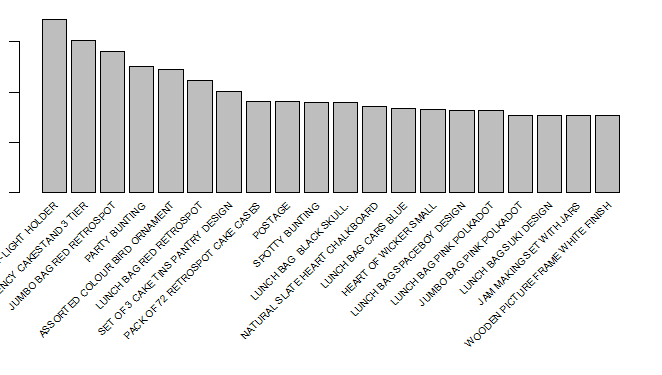 -LIGHT HOLDER
ENCY CAKESTAND 3 TIER
JUMBO BAG RED RETROSPOT
PARTY BUNTING
ASSORTED COLOUR BIRD ORNAMENT
LUNCH BAG RED RETROSPOT
SET OF 3 CAKE TINS PANTRY DESIGN
PACK OF 72 RETROSPOT CAKE CASES
POSTAGE
SPOTTY BUNTING
LUNCH BAG  BLACK SKULL.
NATURAL SLATE HEART CHALKBOARD
LUNCH BAG CARS BLUE
HEART OF WICKER SMALL
LUNCH BAG SPACEBOY DESIGN
LUNCH BAG PINK POLKADOT
JUMBO BAG PINK POLKADOT
LUNCH BAG SUKI DESIGN
JAM MAKING SET WITH JARS
WOODEN PICTURE FRAME WHITE FINISH